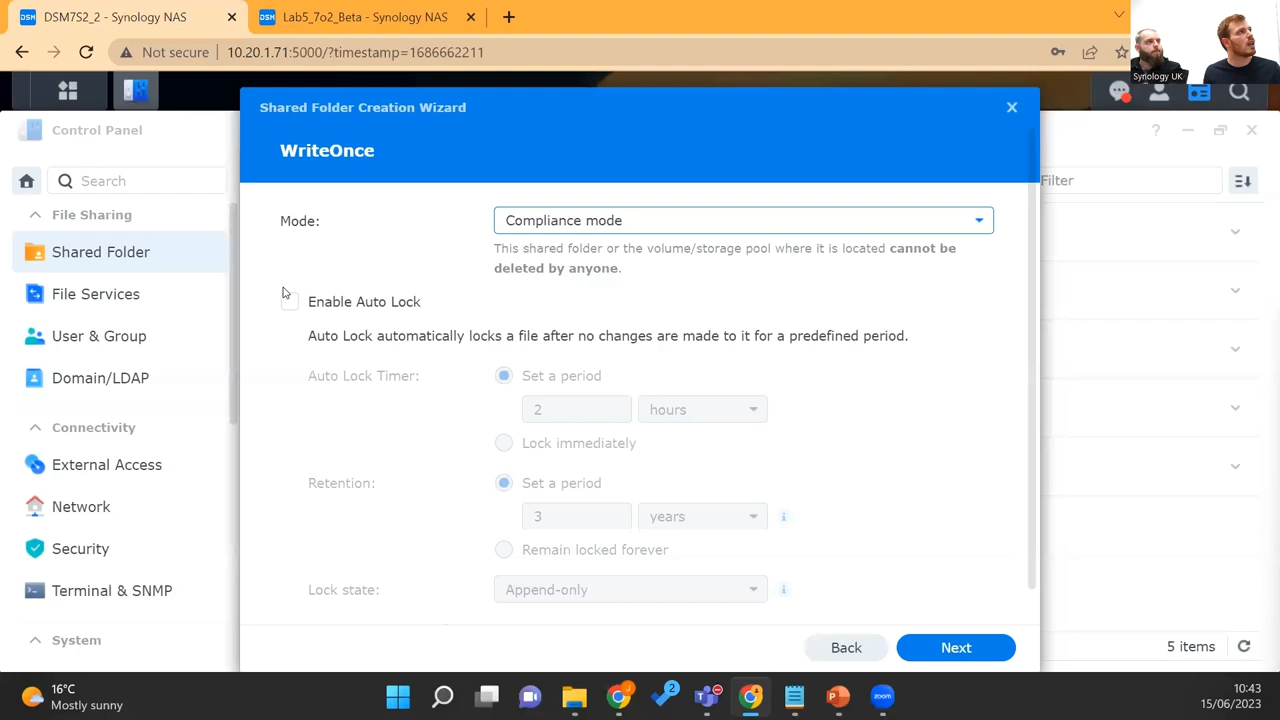 DSM7S2_2 - Synology NAS
Lab5_7o2_Beta - Synology NAS
Not secure
10.20.1.71:5000/?timestamp=1686662211
Synology UK
Shared Folder Creation Wizard
Control Panel
WriteOnce
Search
Filter
File Sharing
Shared Folder
File Services
User & Group
Domain/LDAP
Connectivity
External Access
Network
Security
Terminal & SNMP
System
Mode:
Compliance mode
This shared folder or the volume/storage pool where it is located cannot be
deleted by anyone.
Enable Auto Lock
Auto Lock automatically locks a file after no changes are made to it for a predefined period.
Auto Lock Timer:
Set a period
2
hours
Lock immediately
Retention:
Set a period
3
years
Remain locked forever
Lock state:
Append-only
Back
Next
5 items
16°C
Mostly sunny
2
10:43
15/06/2023
zoom